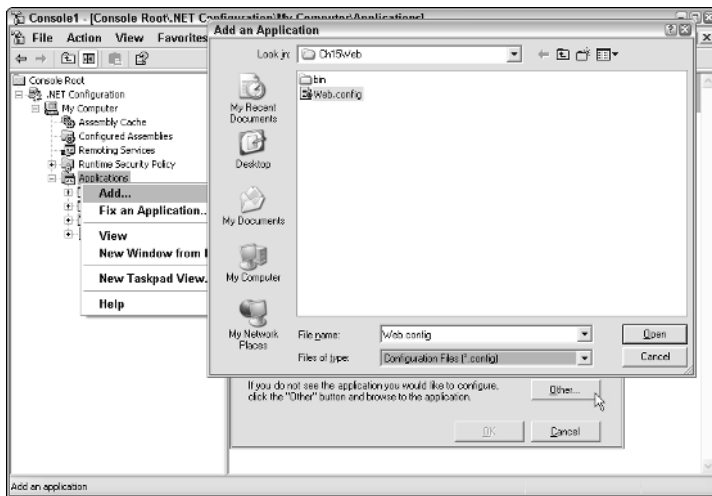 Console1 - [Console Root\.NET Configuration\My Computer\Applications]
File Action View Favorites
Console Root
.NET Configuration
My Computer
Assembly Cache
Configured Assemblies
Remoting Services
Runtime Security Policy
Applications
Add...
Fix an Application..
View
New Window from
New Taskpad View.
Help
Add an Application
Look in:
Ch15Web
bin
Web.config
My Recent
Documents
Desktop
My Documents
My Computer
My Network
Places
File name:
Web.config
Open
Files of type:
Configuration Files (*.config)
Cancel
If you do not see the application you would like to configure,
click the "Other" button and browse to the application.
Other...
OK
Cancel
Add an application